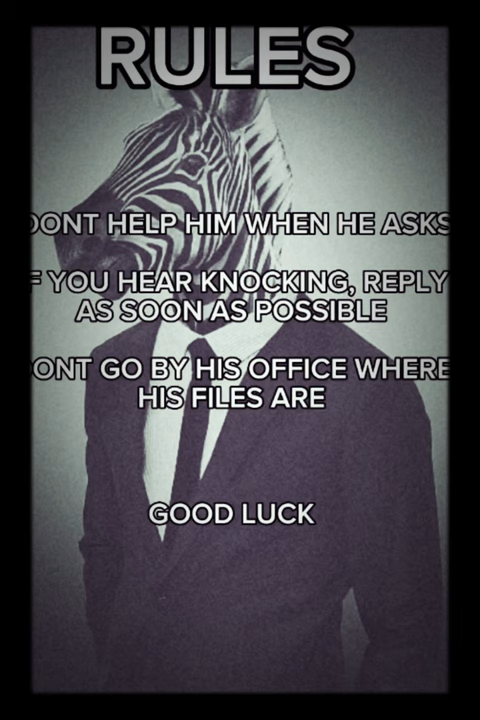 RULES
DONT HELP HIM WHEN HE ASKS
F YOU HEAR KNOCKING, REPLY
AS SOON AS POSSIBLE
DONT GO BY HIS OFFICE WHERE
HIS FILES ARE
GOOD LUCK